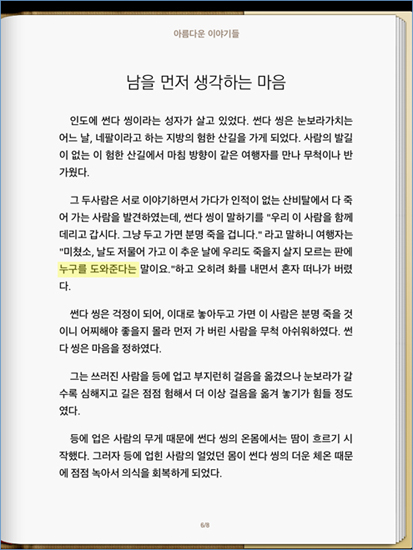 아름다운 이야기들
남을 먼저 생각하는 마음
인도에 썬다 씽이라는 성자가 살고 있었다. 썬다 씽은 눈보라가치는
어느 날, 네팔이라고 하는 지방의 험한 산길을 가게 되었다. 사람의 발길
이 없는 이 험한 산길에서 마침 방향이 같은 여행자를 만나 무척이나 반
가웠다.
그 두사람은 서로 이야기하면서 가다가 인적이 없는 산비탈에서 다 죽
어 가는 사람을 발견하였는데, 썬다 씽이 말하기를 "우리 이 사람을 함께
데리고 갑시다. 그냥 두고 가면 분명 죽을 겁니다." 라고 말하니 여행자는
"미쳤소, 날도 저물어 가고 이 추운 날에 우리도 죽을지 살지 모르는 판에
누구를 도와준다는 말이요."하고 오히려 화를 내면서 혼자 떠나가 버렸
다.
썬다 씽은 걱정이 되어, 이대로 놓아두고 가면 이 사람은 분명 죽을 것
이니 어찌해야 좋을지 몰라 먼저 가 버린 사람을 무척 아쉬워하였다. 썬
다 씽은 마음을 정하였다.
그는 쓰러진 사람을 등에 업고 부지런히 걸음을 옮겼으나 눈보라가 갈
수록 심해지고 길은 점점 험해서 더 이상 걸음을 옮겨 놓기가 힘들 정도
였다.
등에 업은 사람의 무게 때문에 썬다 씽의 온몸에서는 땀이 흐르기 시
작했다. 그러자 등에 업힌 사람의 얼었던 몸이 썬다 씽의 더운 체온 때문
에 점점 녹아서 의식을 회복하게 되었다.
6/8